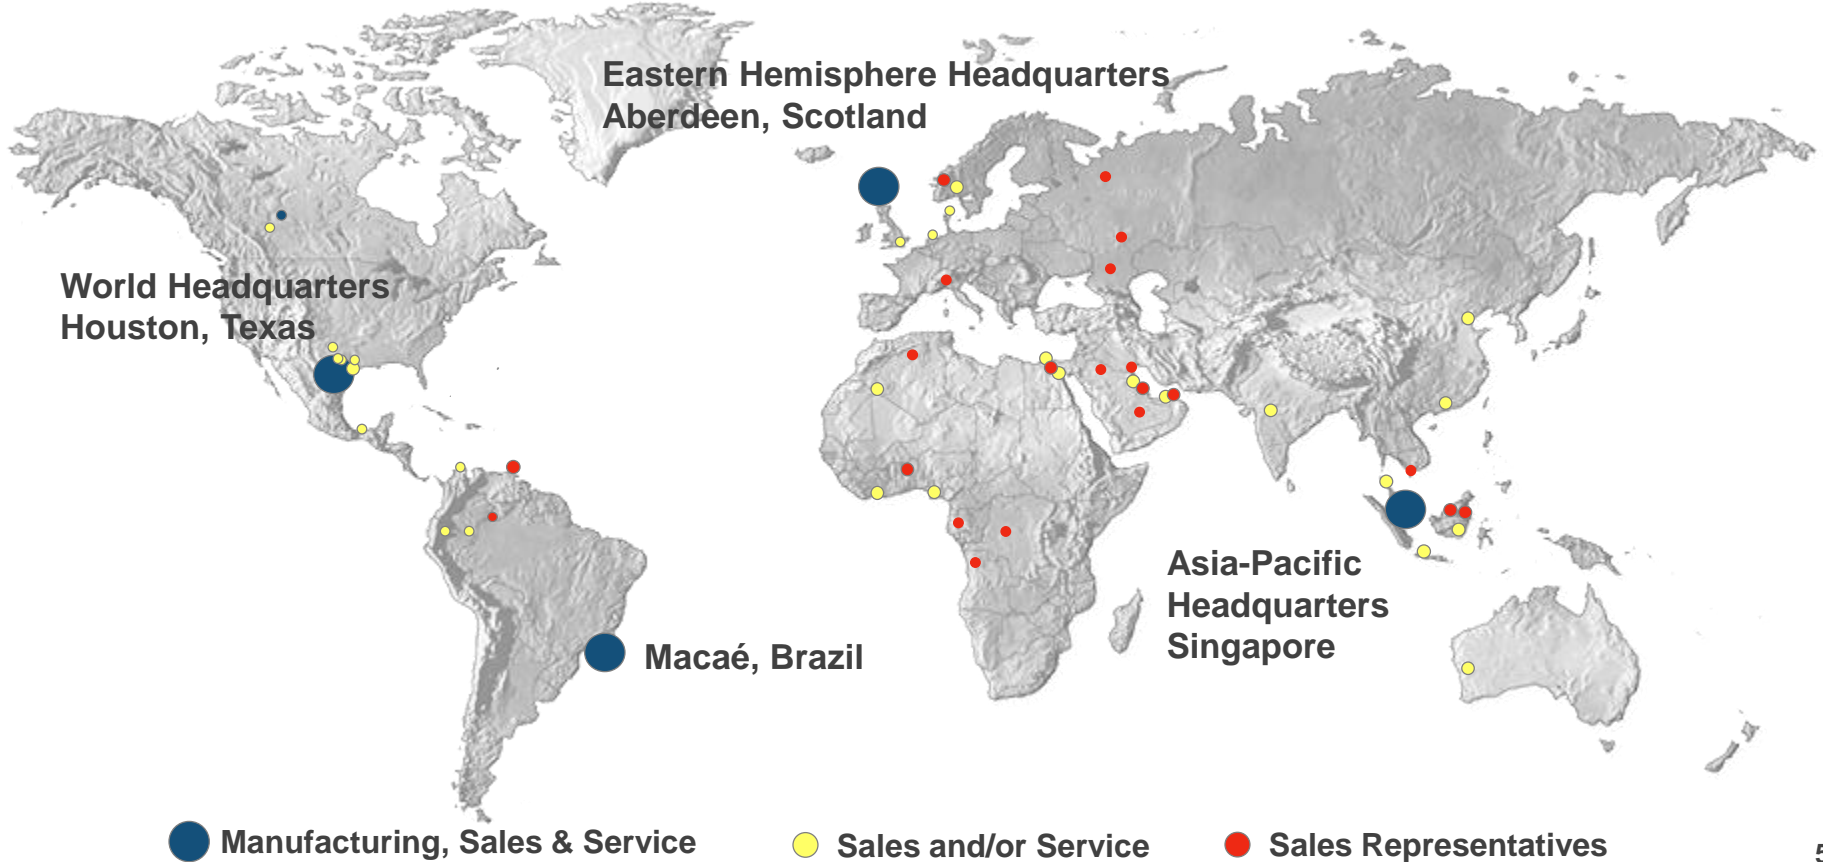 Eastern Hemisphere Headquarters
Aberdeen, Scotland
World Headquarters
Houston, Texas
Asia-Pacific
Headquarters
Singapore
Macaé, Brazil
Manufacturing, Sales & Service
Sales and/or Service
Sales Representatives
5